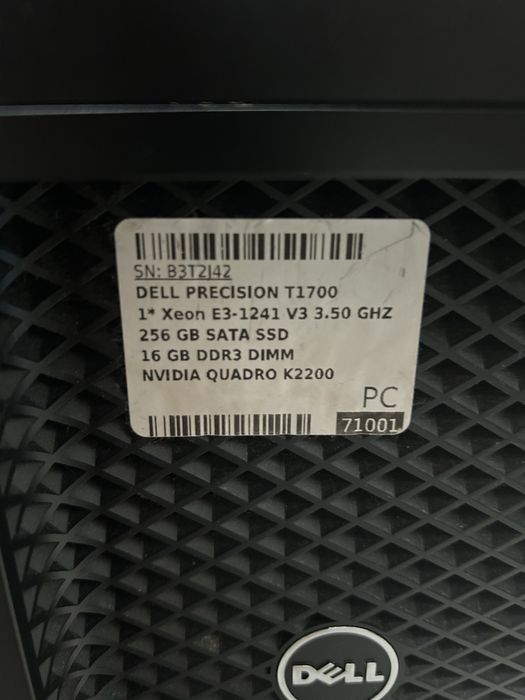 SN: B3T2J42
DELL PRECISION T1700
1* Xeon E3-1241 V3 3.50 GHZ
256 GB SATA SSD
16 GB DDR3 DIMM
NVIDIA QUADRO K2200
PC
71001
DELL